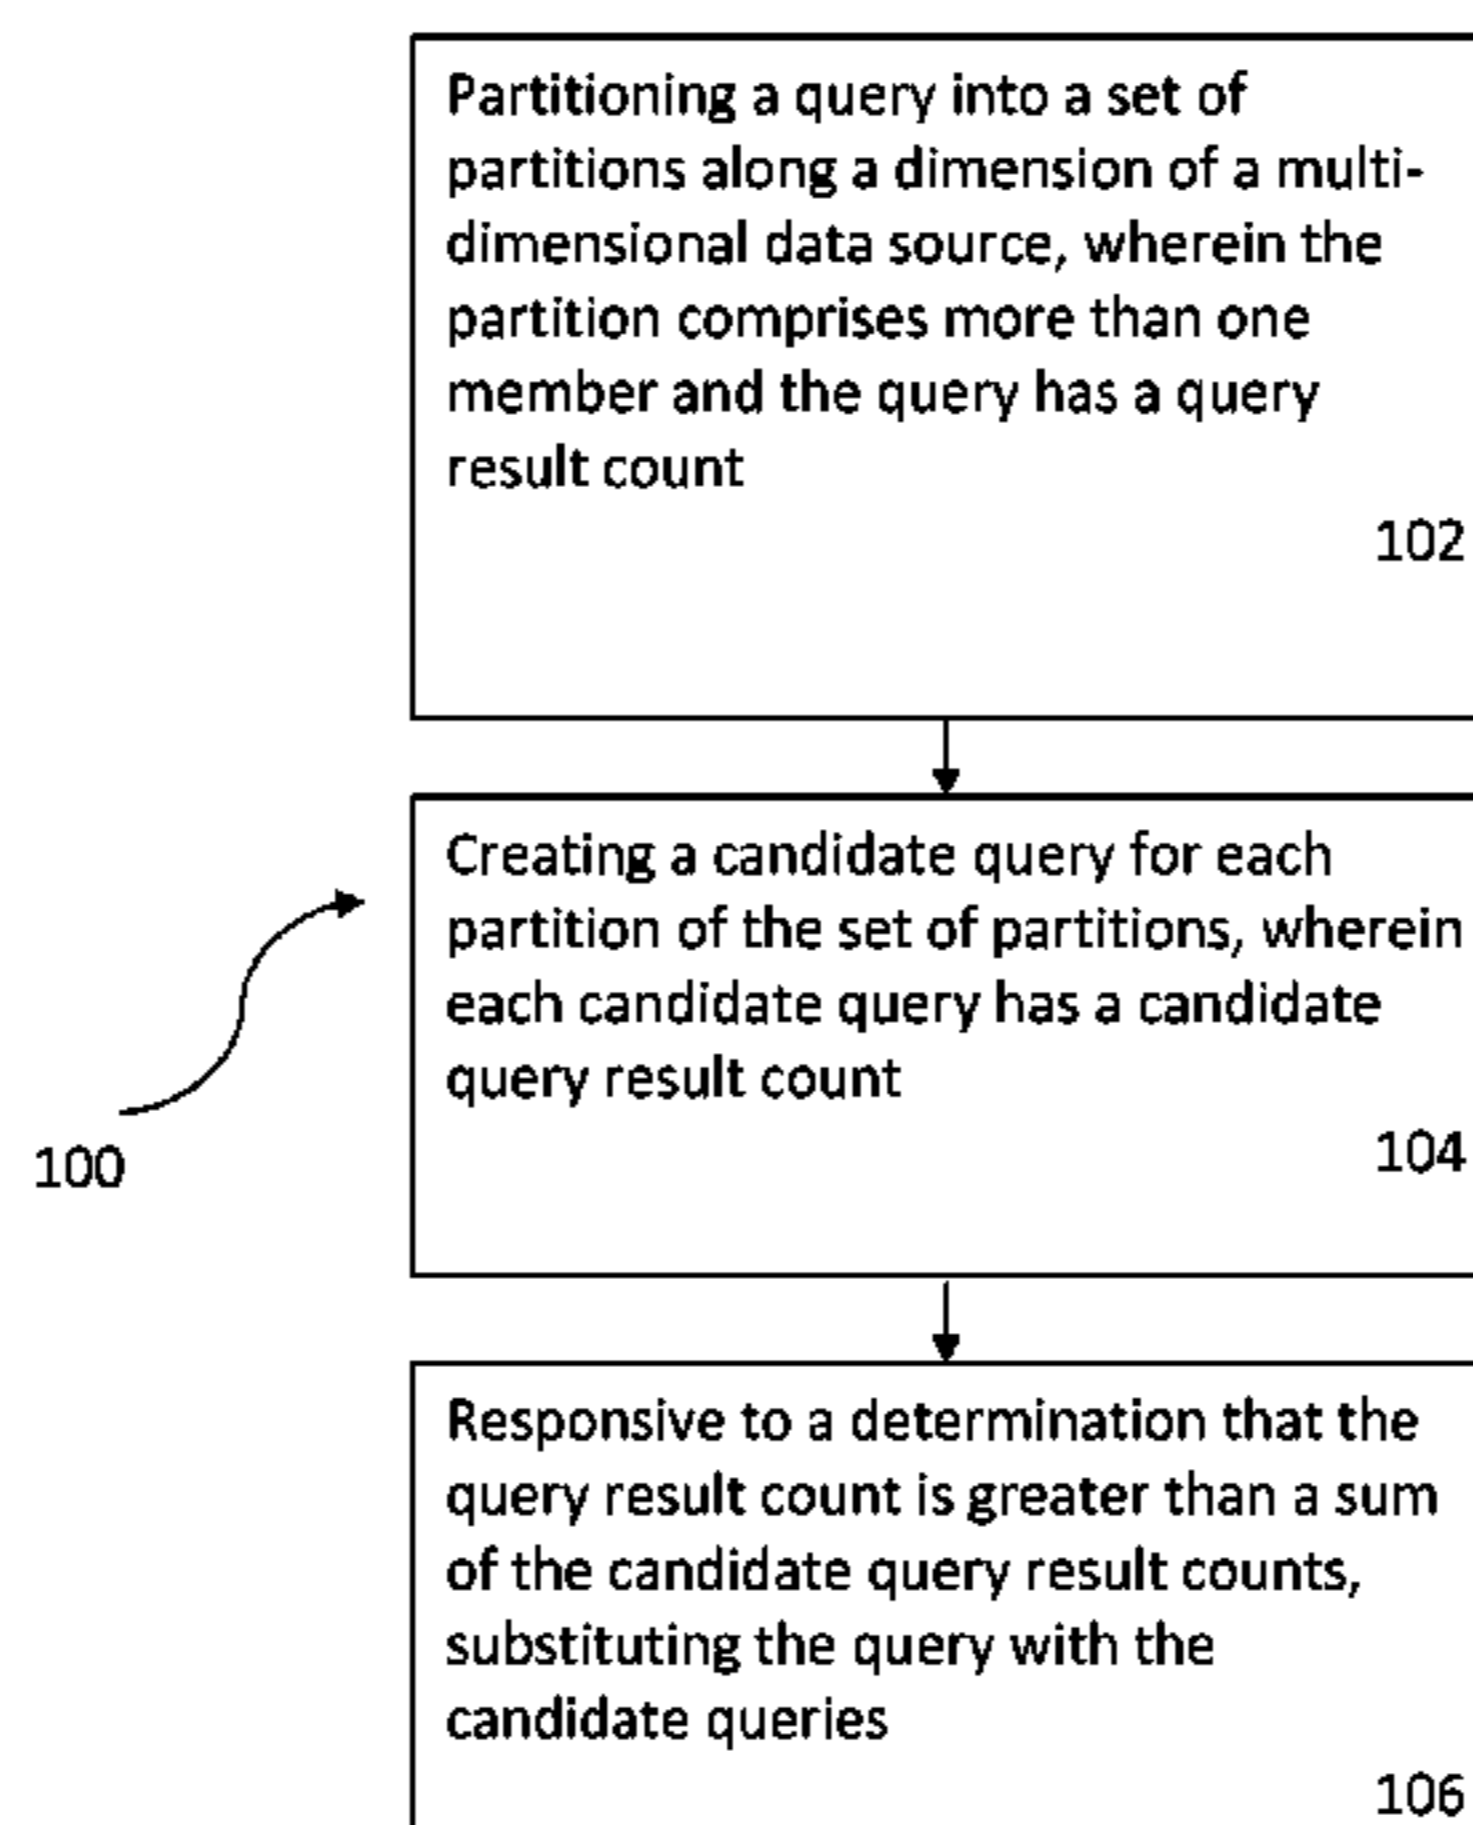 Partitioning a query into a set of
partitions along a dimension of a multi-
dimensional data source, wherein the
partition comprises more than one
member and the query has a query
result count
102
Creating a candidate query for each
partition of the set of partitions, wherein
each candidate query has a candidate
query result count
104
100
Responsive to a determination that the
query result count is greater than a sum
of the candidate query result counts,
substituting the query with the
candidate queries
106